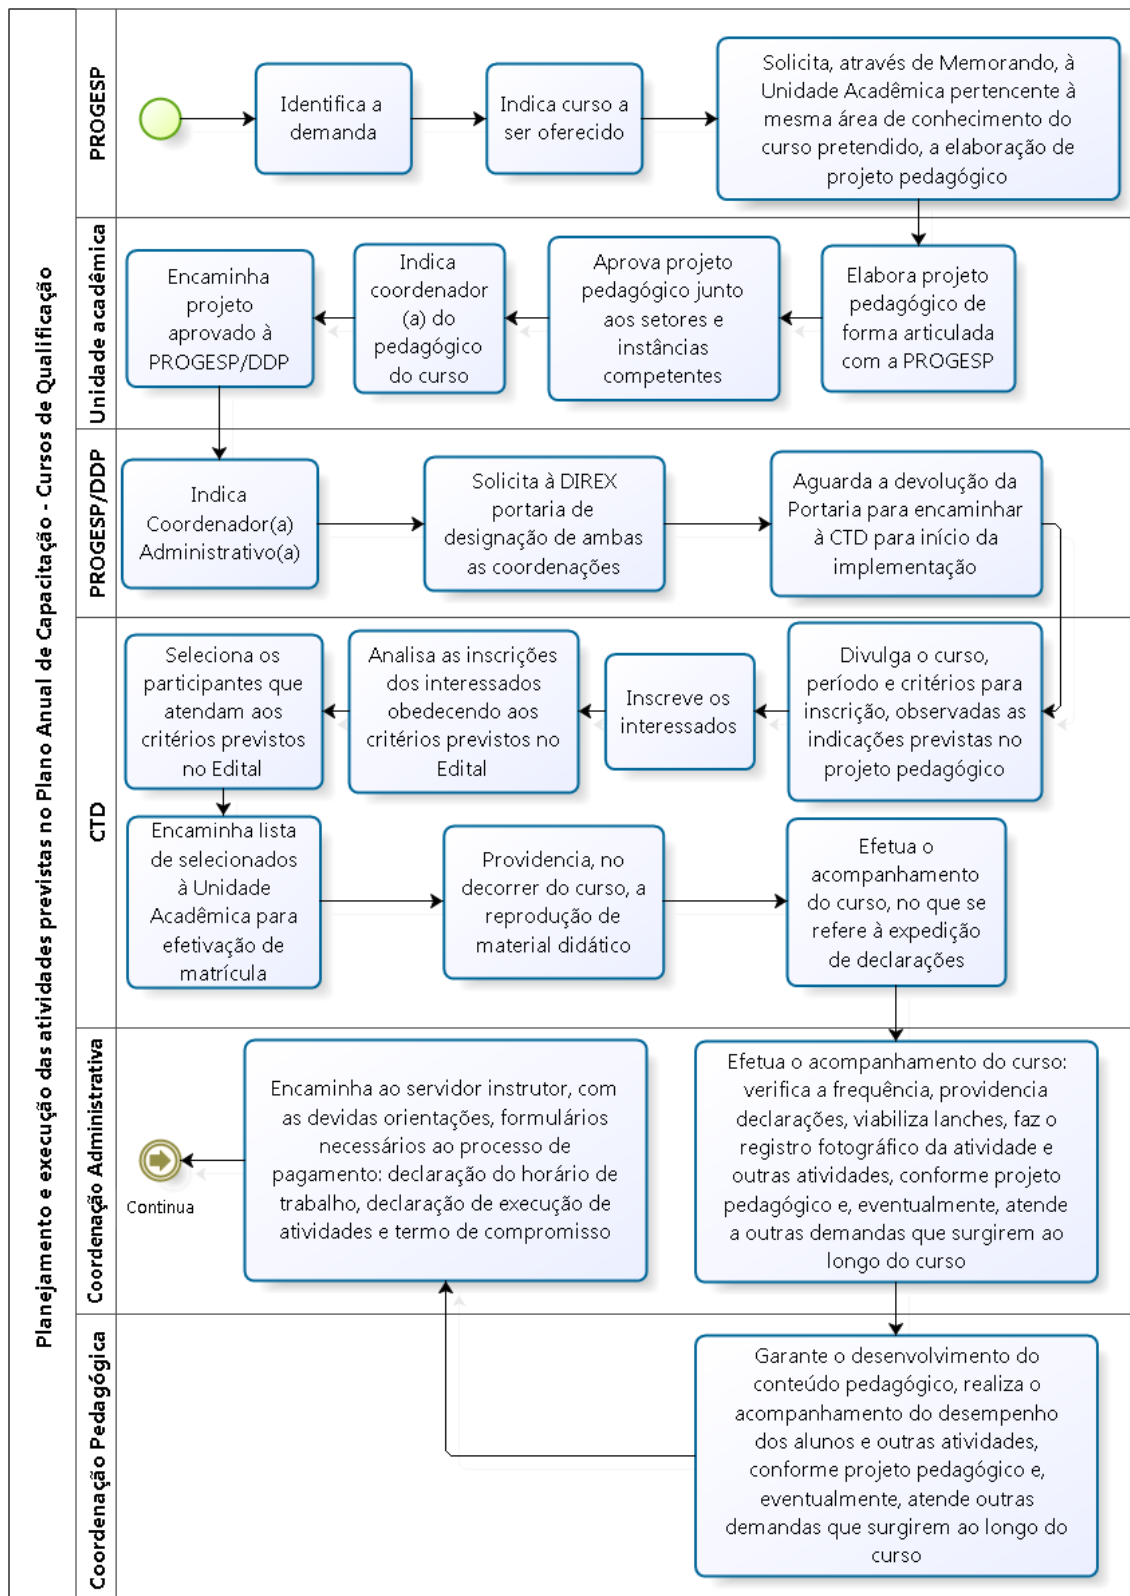 Planejamento e execução das atividades previstas no Plano Anual de Capacitação - Cursos de Qualificação
PROGESP
Identifica a
demanda
Indica curso a
ser oferecido
Solicita, através de Memorando, à
Unidade Acadêmica pertencente à
mesma área de conhecimento do
curso pretendido, a elaboração de
projeto pedagógico
Unidade acadêmica
Elabora projeto
pedagógico de
forma articulada
com a PROGESP
Aprova projeto
pedagógico junto
aos setores e
instâncias
competentes
Indica
coordenador
(a) do
pedagógico
do curso
Encaminha
projeto
aprovado à
PROGESP/DDP
PROGESP/DDP
Indica
Coordenador(a)
Administrativo(a)
Solicita à DIREX
portaria de
designação de ambas
as coordenações
Aguarda a devolução da
Portaria para encaminhar
à CTD para início da
implementação
CTD
Divulga o curso,
período e critérios para
inscrição, observadas as
indicações previstas no
projeto pedagógico
Inscreve os
interessados
Analisa as inscrições
dos interessados
obedecendo aos
critérios previstos no
Edital
Seleciona os
participantes que
atendam aos
critérios previstos
no Edital
Encaminha lista
de selecionados
à Unidade
Acadêmica para
efetivação de
matrícula
Providencia, no
decorrer do curso, a
reprodução de
material didático
Efetua o
acompanhamento
do curso, no que se
refere à expedição
de declarações
Coordenação Administrativa
Efetua o acompanhamento do curso:
verifica a frequência, providencia
declarações, viabiliza lanches, faz o
registro fotográfico da atividade e
outras atividades, conforme projeto
pedagógico e, eventualmente, atende
a outras demandas que surgirem ao
longo do curso
Encaminha ao servidor instrutor, com
as devidas orientações, formulários
necessários ao processo de
pagamento: declaração do horário de
trabalho, declaração de execução de
atividades e termo de compromisso
Continua
Coordenação Pedagógica
Garante o desenvolvimento do
conteúdo pedagógico, realiza o
acompanhamento do desempenho
dos alunos e outras atividades,
conforme projeto pedagógico e,
eventualmente, atende outras
demandas que surgirem ao longo do
curso